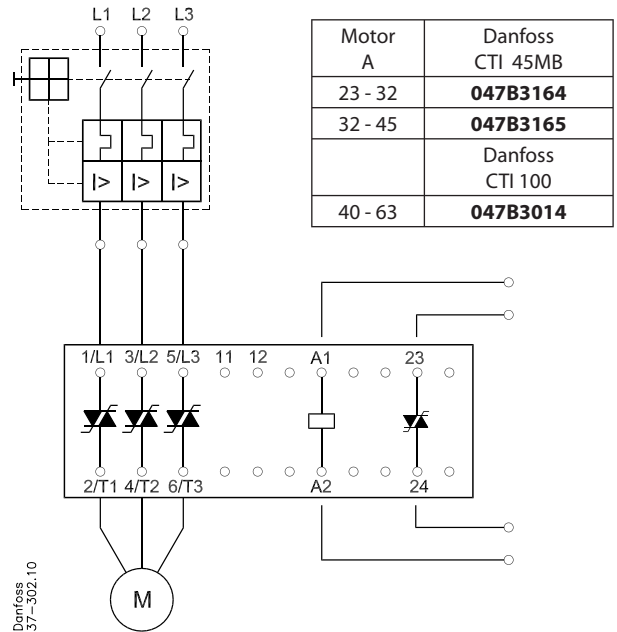 L1 L2 L3
Motor
A
Danfoss
CTI 45MB
23 - 32 047B3164
32 - 45 047B3165
Danfoss
CTI 100
40 - 63 047B3014
I> I> I>
1/L1 3/L2 5/L3 11 12 A1 23
2/T1 4/T2 6/T3 A2 24
M
Danfoss
37-302.10